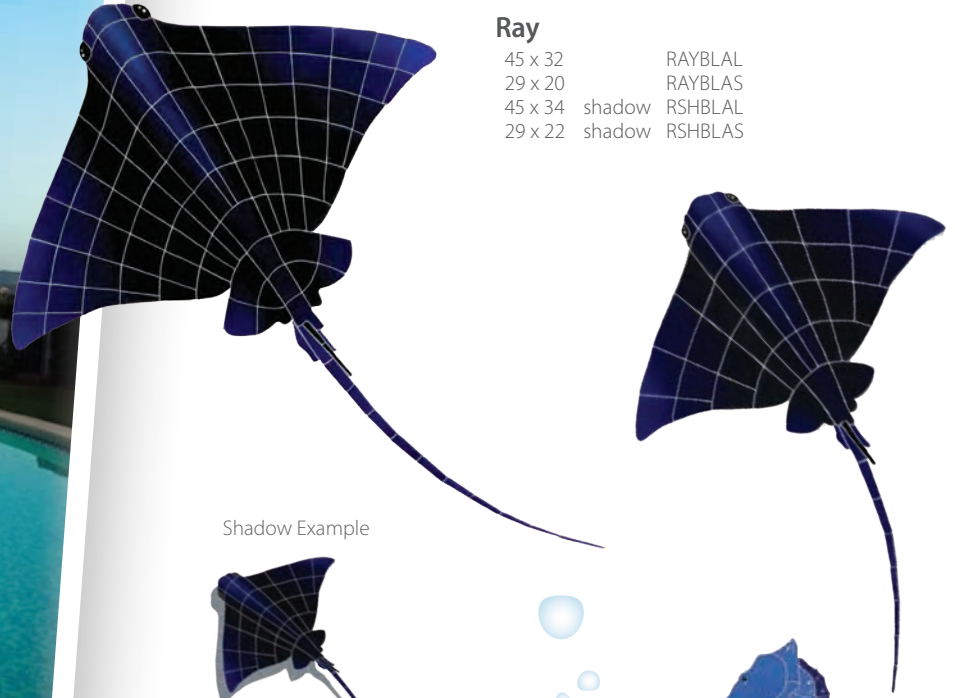 Ray
45 x 32 RAYBLAL
29 x 20 RAYBLAS
45 x 34 shadow RSHBLAL
29 x 22 shadow RSHBLAS
Shadow Example